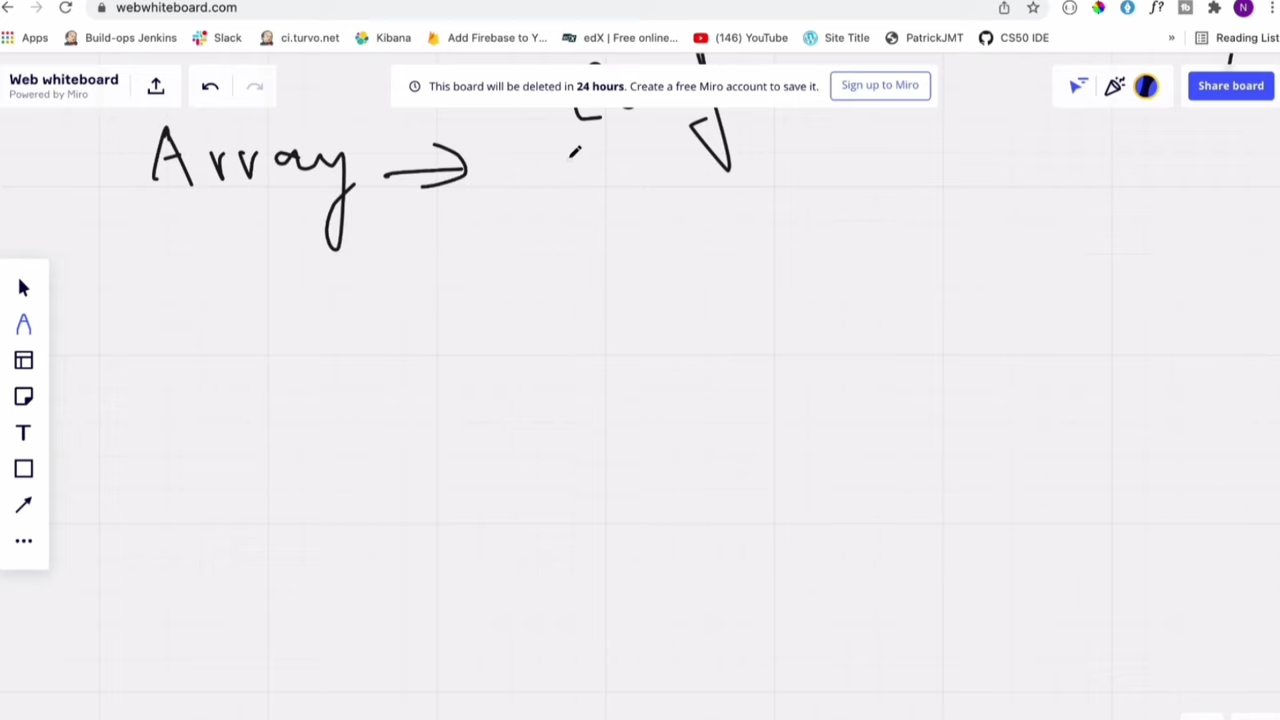 webwhiteboard.com
Apps Build-ops Jenkins Slack ci.turvo.net Kibana Add Firebase to Y... edX | Free online... (146) YouTube Site Title PatrickJMT CS50 IDE » Reading List
Web whiteboard
Powered by Miro
This board will be deleted in 24 hours. Create a free Miro account to save it. Sign up to Miro
Share board
Array →